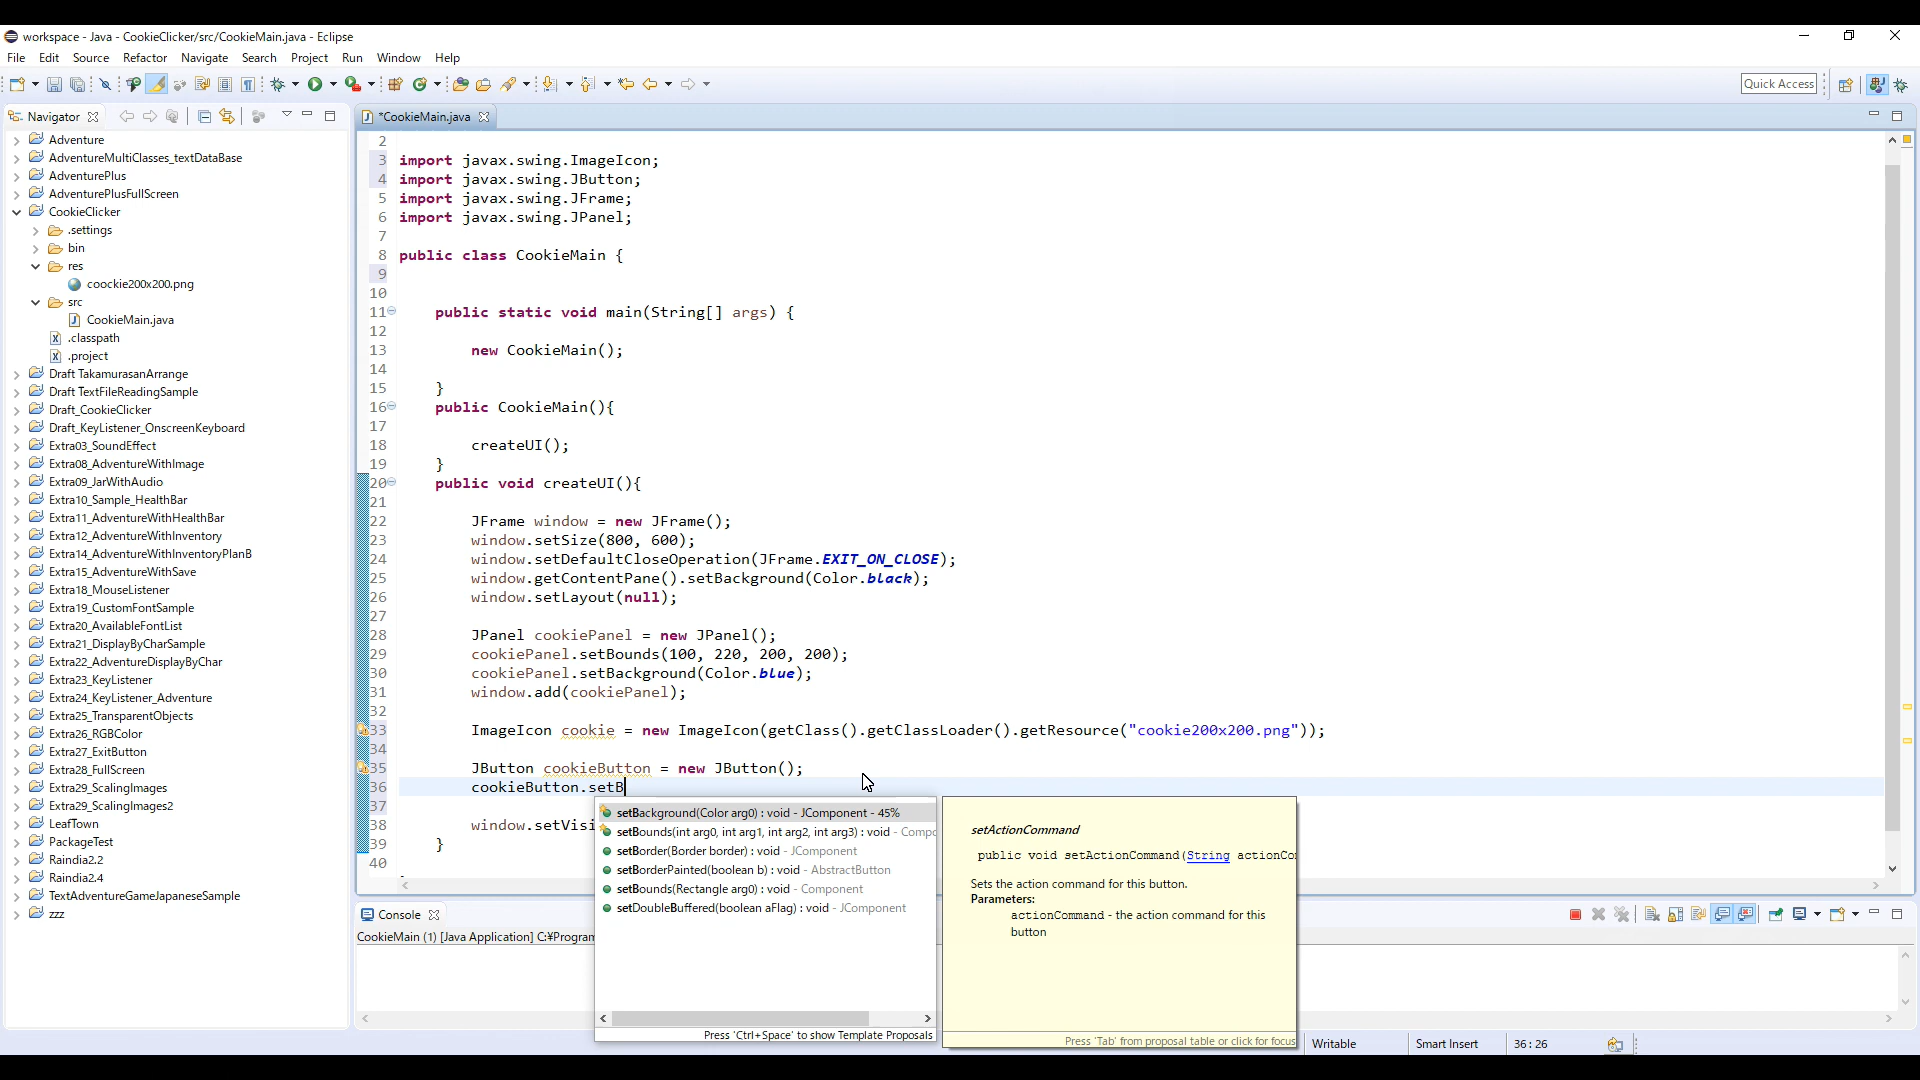 workspace - Java - CookieClicker/src/CookieMain.java - Eclipse
File Edit Source Refactor Navigate Search Project Run Window Help
Quick Access
Navigator
Adventure
AdventureMultiClasses_textDataBase
AdventurePlus
AdventurePlusFullScreen
CookieClicker
.settings
bin
res
coockie200x200.png
src
CookieMain.java
.classpath
.project
Draft TakamurasanArrange
Draft TextFileReadingSample
Draft_CookieClicker
Draft_KeyListener_OnscreenKeyboard
Extra03_SoundEffect
Extra08_AdventureWithImage
Extra09_JarWithAudio
Extra10_Sample_HealthBar
Extra11_AdventureWithHealthBar
Extra12_AdventureWithInventory
Extra14_AdventureWithInventoryPlanB
Extra15_AdventureWithSave
Extra18_MouseListener
Extra19_CustomFontSample
Extra20_AvailableFontList
Extra21_DisplayByCharSample
Extra22_AdventureDisplayByChar
Extra23_KeyListener
Extra24_KeyListener_Adventure
Extra25_TransparentObjects
Extra26_RGBColor
Extra27_ExitButton
Extra28_FullScreen
Extra29_ScalingImages
Extra29_ScalingImages2
LeafTown
PackageTest
Raindia2.2
Raindia2.4
TextAdventureGameJapaneseSample
zzz
*CookieMain.java
2
3 import javax.swing.ImageIcon;
4 import javax.swing.JButton;
5 import javax.swing.JFrame;
6 import javax.swing.JPanel;
7
8 public class CookieMain {
9
10
11 public static void main(String[] args) {
12
13 new CookieMain();
14
15 }
16 public CookieMain(){
17
18 createUI();
19 }
20 public void createUI(){
21
22 JFrame window = new JFrame();
23 window.setSize(800, 600);
24 window.setDefaultCloseOperation(JFrame.EXIT_ON_CLOSE);
25 window.getContentPane().setBackground(Color.black);
26 window.setLayout(null);
27
28 JPanel cookiePanel = new JPanel();
29 cookiePanel.setBounds(100, 220, 200, 200);
30 cookiePanel.setBackground(Color.blue);
31 window.add(cookiePanel);
32
33 ImageIcon cookie = new ImageIcon(getClass().getClassLoader().getResource("cookie200x200.png"));
34
35 JButton cookieButton = new JButton();
36 cookieButton.setB
37
38 window.setVisi
39 }
40
setBackground(Color arg0) : void - JComponent - 45%
setBounds(int arg0, int arg1, int arg2, int arg3) : void - Compo
setBorder(Border border) : void - JComponent
setBorderPainted(boolean b) : void - AbstractButton
setBounds(Rectangle arg0) : void - Component
setDoubleBuffered(boolean aFlag) : void - JComponent
Press 'Ctrl+Space' to show Template Proposals
setActionCommand
public void setActionCommand(String actionCo
Sets the action command for this button.
Parameters:
actionCommand - the action command for this
button
Press 'Tab' from proposal table or click for focus
Console
CookieMain (1) [Java Application] C:¥Program
Writable
Smart Insert
36 : 26